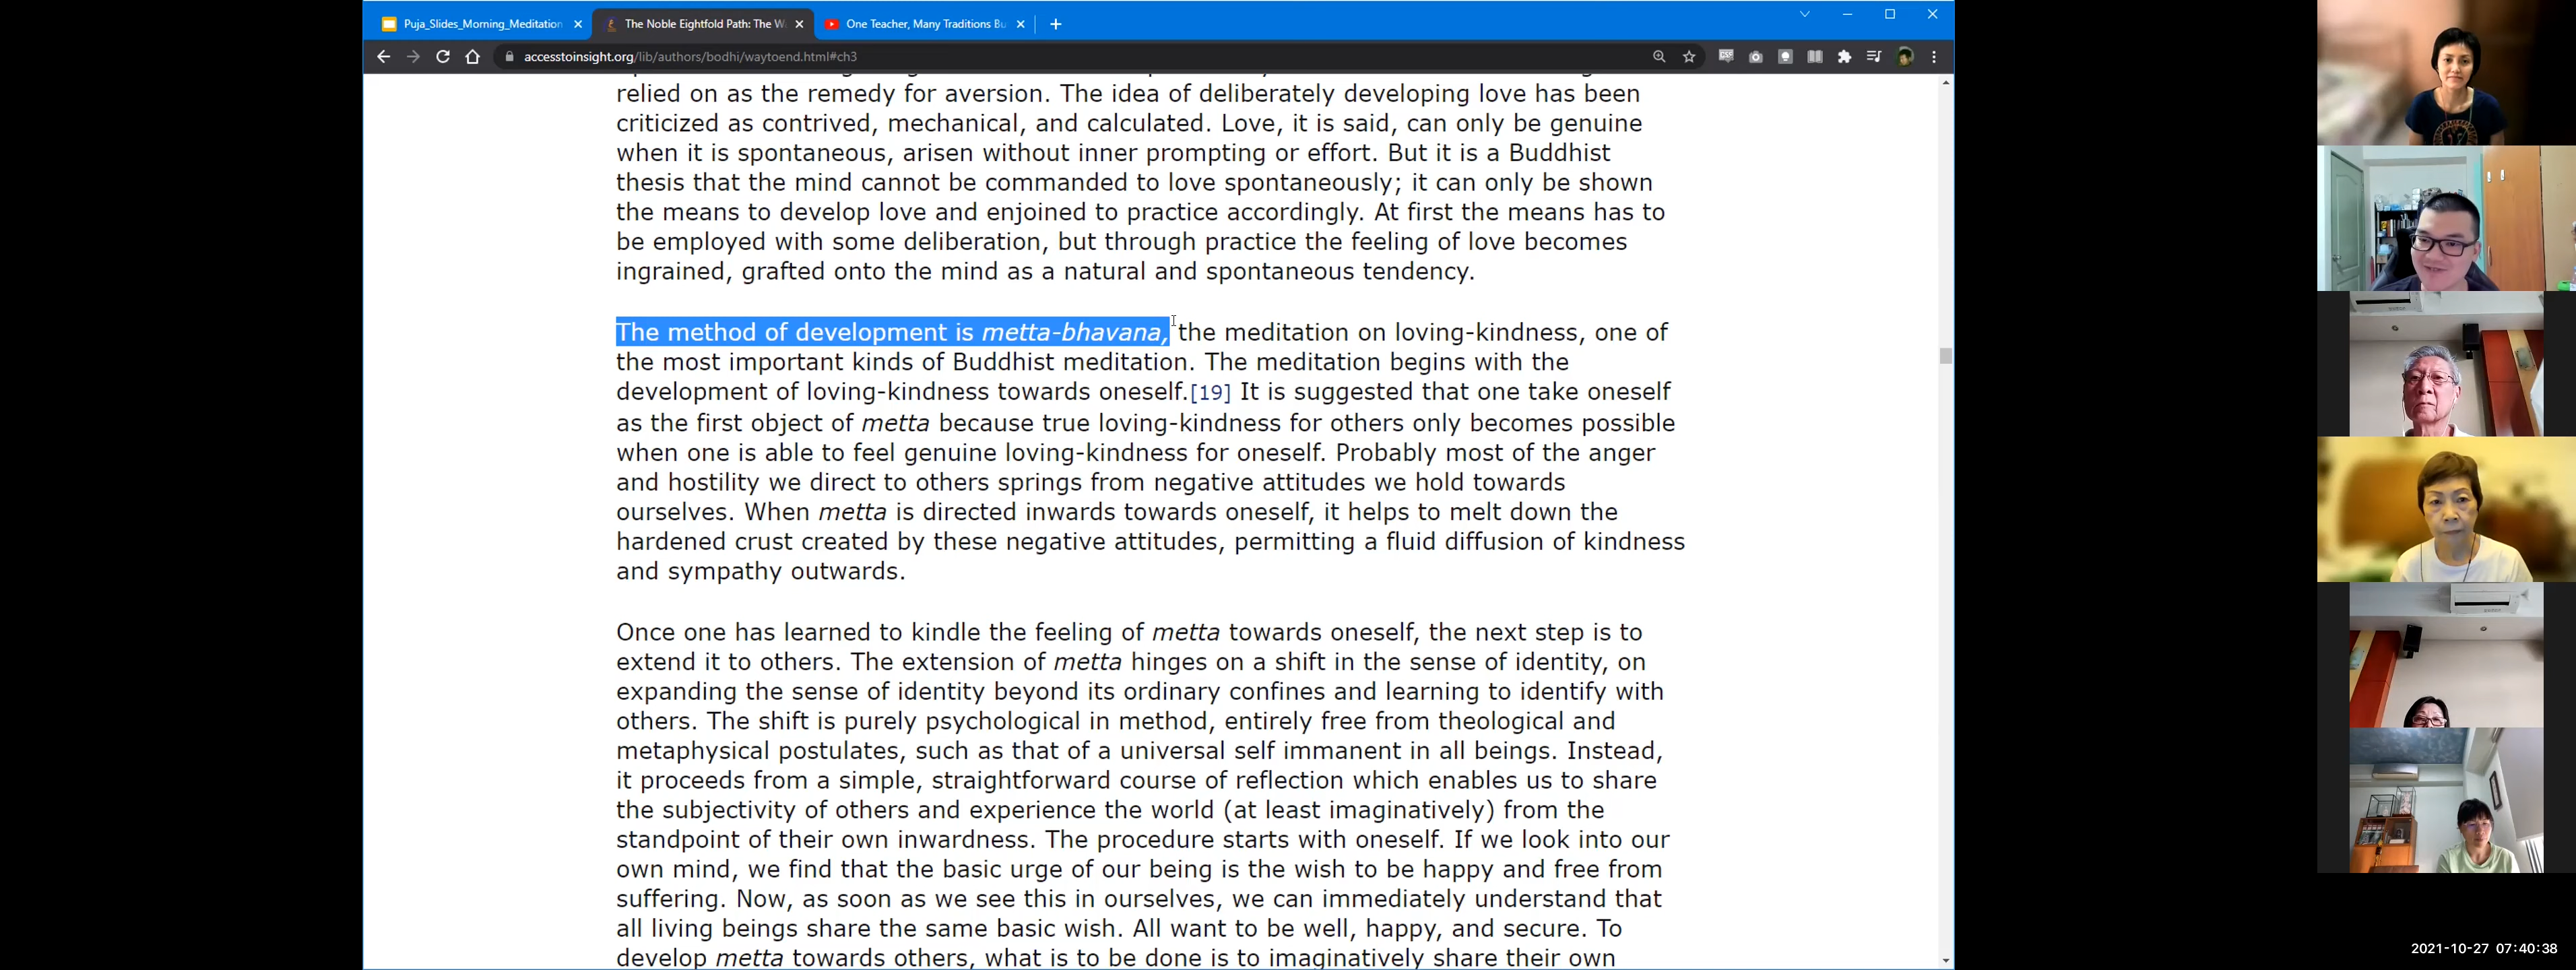 Puja_Slides_Morning_Meditation
The Noble Eightfold Path: The W
One Teacher, Many Traditions Bu
accesstoinsight.org/lib/authors/bodhi/waytoend.html#ch3
relied on as the remedy for aversion. The idea of deliberately developing love has been
criticized as contrived, mechanical, and calculated. Love, it is said, can only be genuine
when it is spontaneous, arisen without inner prompting or effort. But it is a Buddhist
thesis that the mind cannot be commanded to love spontaneously; it can only be shown
the means to develop love and enjoined to practice accordingly. At first the means has to
be employed with some deliberation, but through practice the feeling of love becomes
ingrained, grafted onto the mind as a natural and spontaneous tendency.
The method of development is metta-bhavana, the meditation on loving-kindness, one of
the most important kinds of Buddhist meditation. The meditation begins with the
development of loving-kindness towards oneself.[19] It is suggested that one take oneself
as the first object of metta because true loving-kindness for others only becomes possible
when one is able to feel genuine loving-kindness for oneself. Probably most of the anger
and hostility we direct to others springs from negative attitudes we hold towards
ourselves. When metta is directed inwards towards oneself, it helps to melt down the
hardened crust created by these negative attitudes, permitting a fluid diffusion of kindness
and sympathy outwards.
Once one has learned to kindle the feeling of metta towards oneself, the next step is to
extend it to others. The extension of metta hinges on a shift in the sense of identity, on
expanding the sense of identity beyond its ordinary confines and learning to identify with
others. The shift is purely psychological in method, entirely free from theological and
metaphysical postulates, such as that of a universal self immanent in all beings. Instead,
it proceeds from a simple, straightforward course of reflection which enables us to share
the subjectivity of others and experience the world (at least imaginatively) from the
standpoint of their own inwardness. The procedure starts with oneself. If we look into our
own mind, we find that the basic urge of our being is the wish to be happy and free from
suffering. Now, as soon as we see this in ourselves, we can immediately understand that
all living beings share the same basic wish. All want to be well, happy, and secure. To
develop metta towards others, what is to be done is to imaginatively share their own
2021-10-27 07:40:38